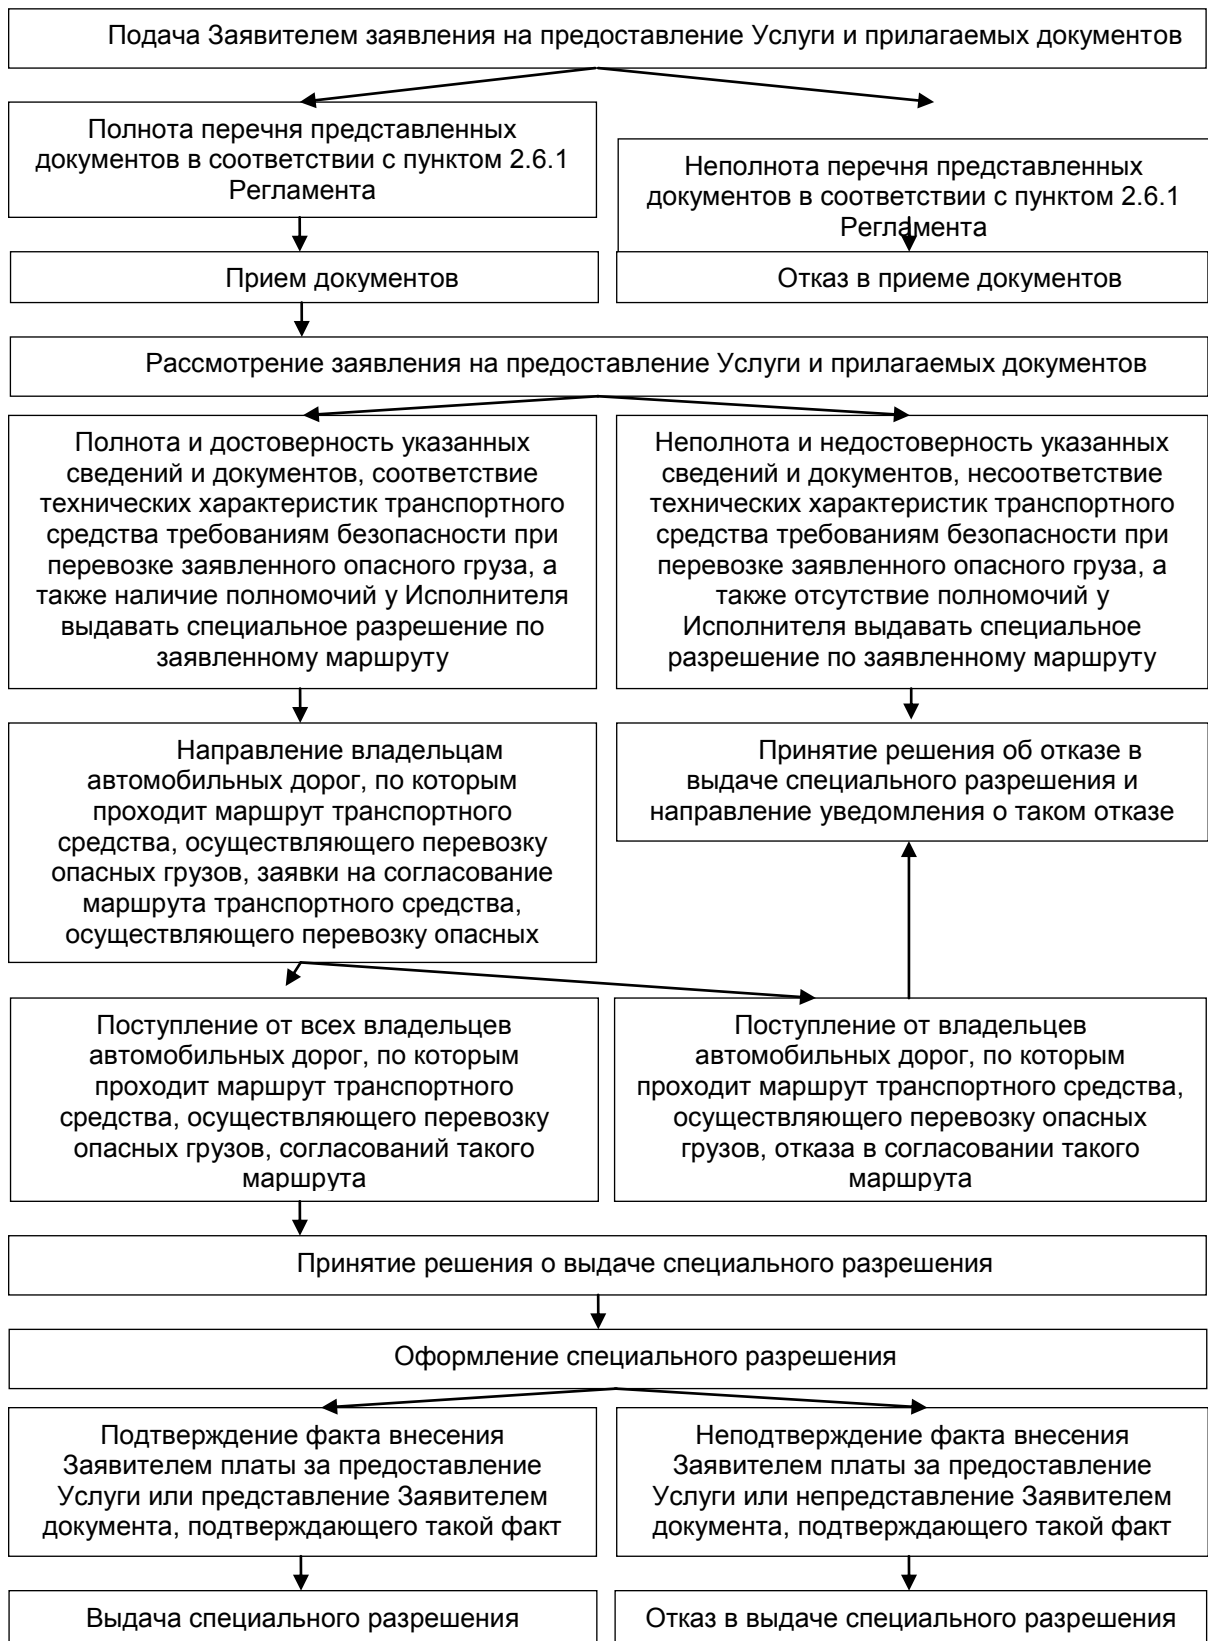 Подача Заявителем заявления на предоставление Услуги и прилагаемых документов
Полнота перечня представленных
документов в соответствии с пунктом 2.6.1
Регламента
Неполнота перечня представленных
документов в соответствии с пунктом 2.6.1
Регламента
Прием документов
Отказ в приеме документов
Рассмотрение заявления на предоставление Услуги и прилагаемых документов
Полнота и достоверность указанных
сведений и документов, соответствие
технических характеристик транспортного
средства требованиям безопасности при
перевозке заявленного опасного груза, а
также наличие полномочий у Исполнителя
выдавать специальное разрешение по
заявленному маршруту
Неполнота и недостоверность указанных
сведений и документов, несоответствие
технических характеристик транспортного
средства требованиям безопасности при
перевозке заявленного опасного груза, а
также отсутствие полномочий у
Исполнителя выдавать специальное
разрешение по заявленному маршруту
Направление владельцам
автомобильных дорог, по которым
проходит маршрут транспортного
средства, осуществляющего перевозку
опасных грузов, заявки на согласование
маршрута транспортного средства,
осуществляющего перевозку опасных
Принятие решения об отказе в
выдаче специального разрешения и
направление уведомления о таком отказе
Поступление от всех владельцев
автомобильных дорог, по которым
проходит маршрут транспортного
средства, осуществляющего перевозку
опасных грузов, согласований такого
маршрута
Поступление от владельцев
автомобильных дорог, по которым
проходит маршрут транспортного средства,
осуществляющего перевозку опасных
грузов, отказа в согласовании такого
маршрута
Принятие решения о выдаче специального разрешения
Оформление специального разрешения
Подтверждение факта внесения
Заявителем платы за предоставление
Услуги или представление Заявителем
документа, подтверждающего такой факт
Неподтверждение факта внесения
Заявителем платы за предоставление
Услуги или непредставление Заявителем
документа, подтверждающего такой факт
Выдача специального разрешения
Отказ в выдаче специального разрешения